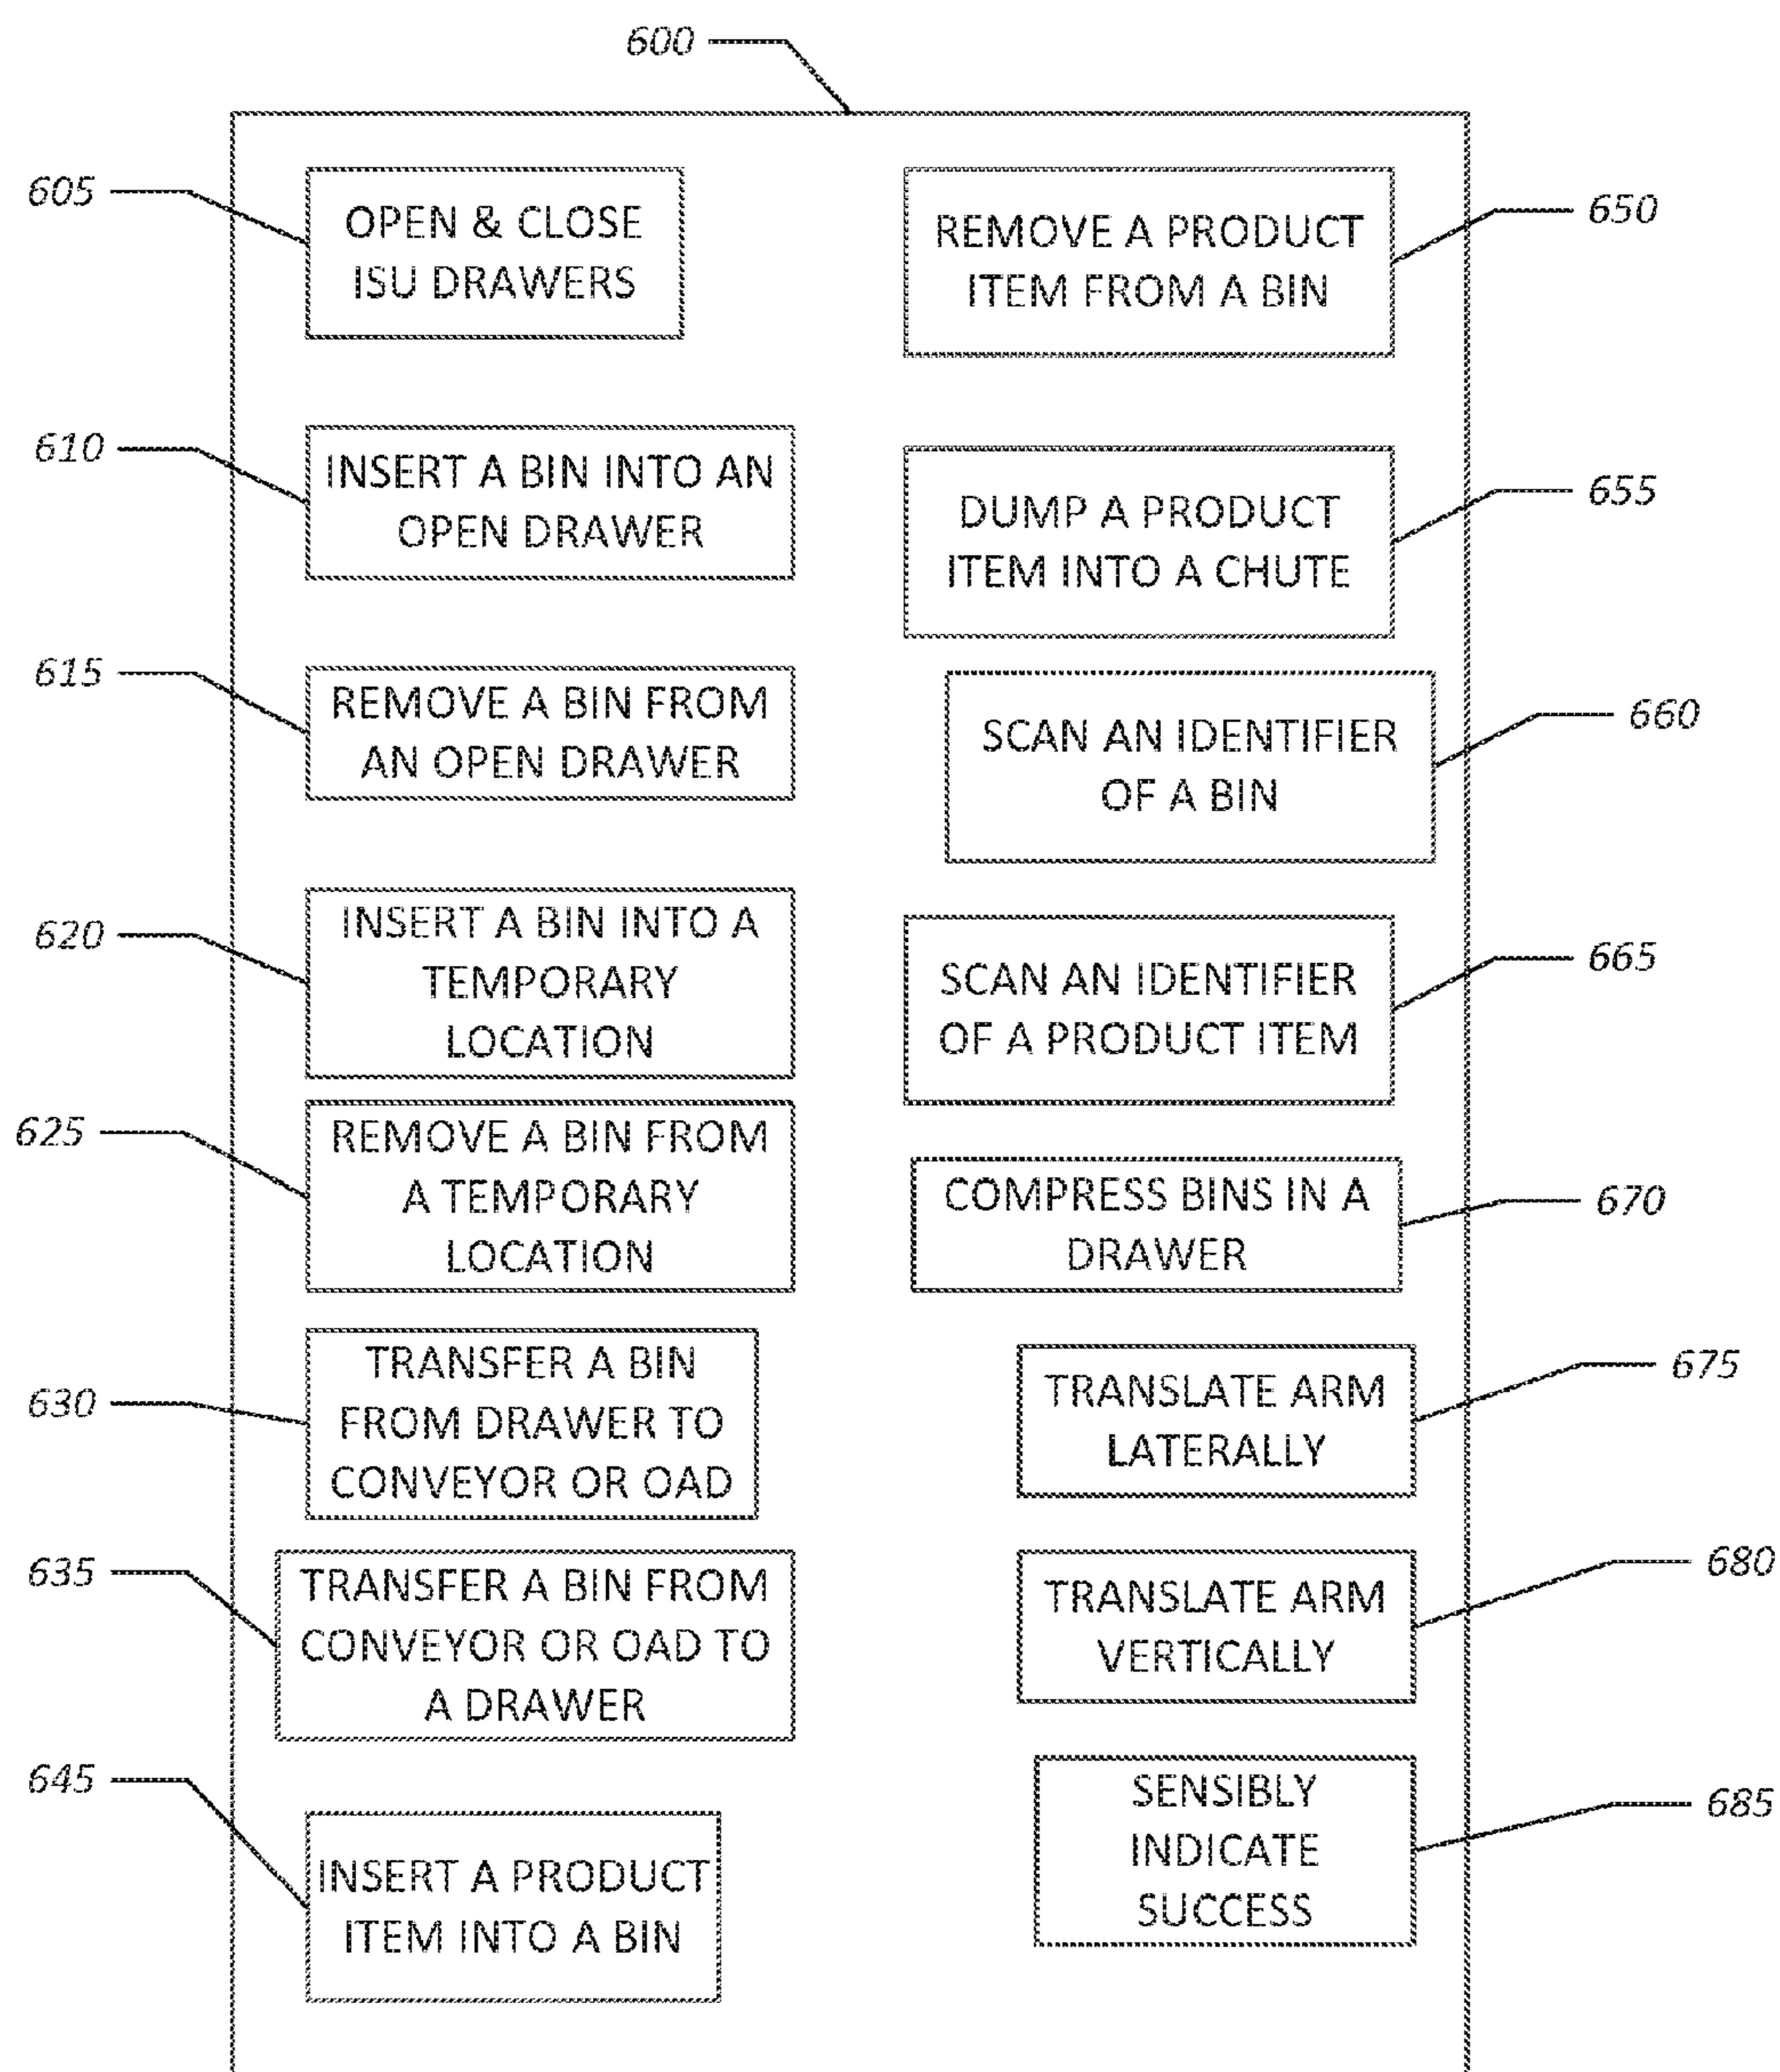 600
605
OPEN & CLOSE
ISU DRAWERS
610
INSERT A BIN INTO AN
OPEN DRAWER
615
REMOVE A BIN FROM
AN OPEN DRAWER
620
INSERT A BIN INTO A
TEMPORARY
LOCATION
625
REMOVE A BIN FROM
A TEMPORARY
LOCATION
630
TRANSFER A BIN
FROM DRAWER TO
CONVEYOR OR OAD
635
TRANSFER A BIN FROM
CONVEYOR OR OAD TO
A DRAWER
645
INSERT A PRODUCT
ITEM INTO A BIN
REMOVE A PRODUCT
ITEM FROM A BIN
650
DUMP A PRODUCT
ITEM INTO A CHUTE
655
SCAN AN IDENTIFIER
OF A BIN
660
SCAN AN IDENTIFIER
OF A PRODUCT ITEM
665
COMPRESS BINS IN A
DRAWER
670
TRANSLATE ARM
LATERALLY
675
TRANSLATE ARM
VERTICALLY
680
SENSIBLY
INDICATE
SUCCESS
685